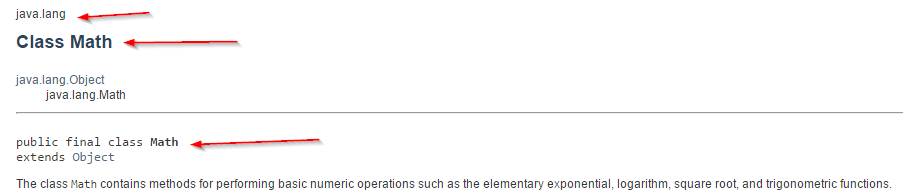 java.lang
Class Math
java.lang.Object
java.lang.Math
public final class Math
extends Object
The class Math contains methods for performing basic numeric operations such as the elementary exponential, logarithm, square root, and trigonometric functions.